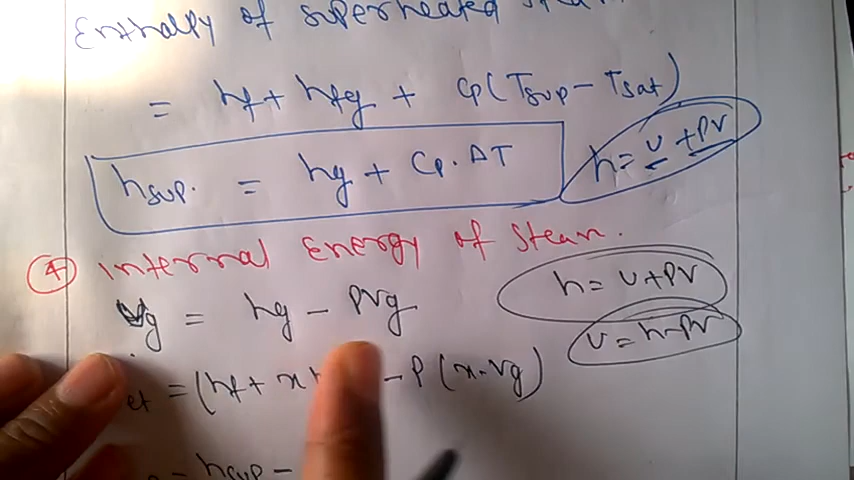 Enthalpy of superheated
= hf + hfg + Cp(Tsup - Tsat)
hsup. = hg + Cp. ΔT
h = u + PV
④ Internal Energy of Steam.
h = u + PV
Ug = hg - PVg
u = h - PV
et = (hf + x h - P(x. Vg)
= hsup -